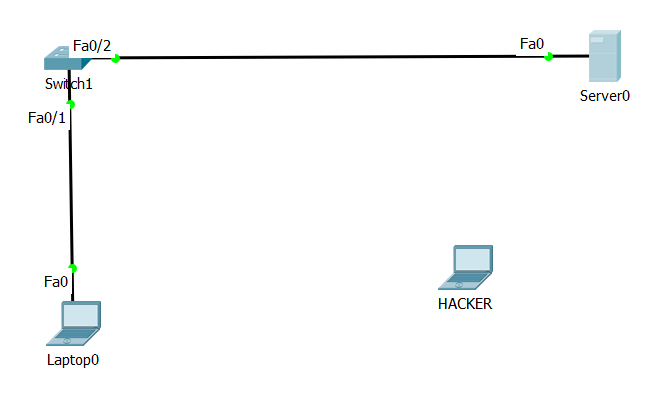 Fa0/2
Fa0
Switch1
Server0
Fa0/1
Fa0
HACKER
Laptop0